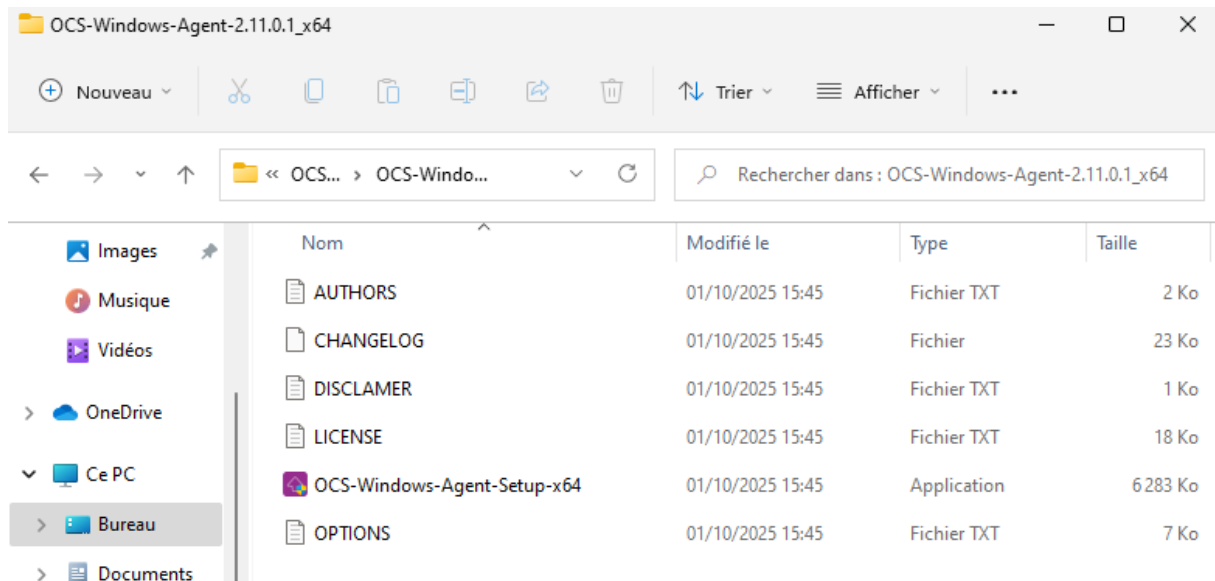 OCS-Windows-Agent-2.11.0.1_x64
Nouveau Trier Afficher
« OCS... > OCS-Windo... Rechercher dans : OCS-Windows-Agent-2.11.0.1_x64
Images
Musique
Vidéos
OneDrive
Ce PC
Bureau
Documents
Nom Modifié le Type Taille
AUTHORS 01/10/2025 15:45 Fichier TXT 2 Ko
CHANGELOG 01/10/2025 15:45 Fichier 23 Ko
DISCLAMER 01/10/2025 15:45 Fichier TXT 1 Ko
LICENSE 01/10/2025 15:45 Fichier TXT 18 Ko
OCS-Windows-Agent-Setup-x64 01/10/2025 15:45 Application 6 283 Ko
OPTIONS 01/10/2025 15:45 Fichier TXT 7 Ko